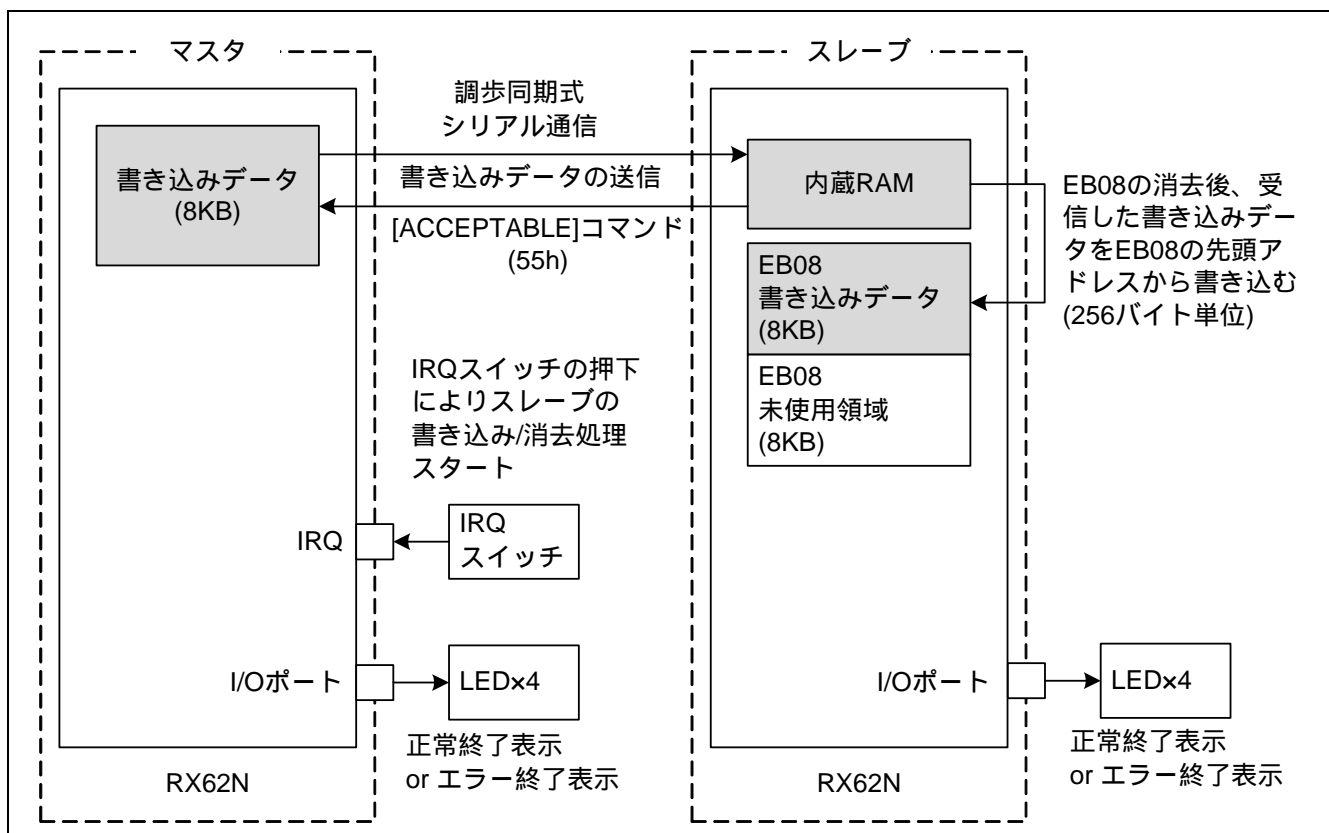 マスタ
書き込みデータ
(8KB)
調歩同期式
シリアル通信
書き込みデータの送信
[ACCEPTABLE]コマンド
(55h)
IRQスイッチの押下
によりスレーブの
書き込み/消去処理
スタート
IRQ
IRQ
スイッチ
I/Oポート
LED×4
正常終了表示
or エラー終了表示
RX62N
スレーブ
内蔵RAM
EB08
書き込みデータ
(8KB)
EB08
未使用領域
(8KB)
EB08の消去後、受
信した書き込みデー
タをEB08の先頭ア
ドレスから書き込む
(256バイト単位)
I/Oポート
LED×4
正常終了表示
or エラー終了表示
RX62N